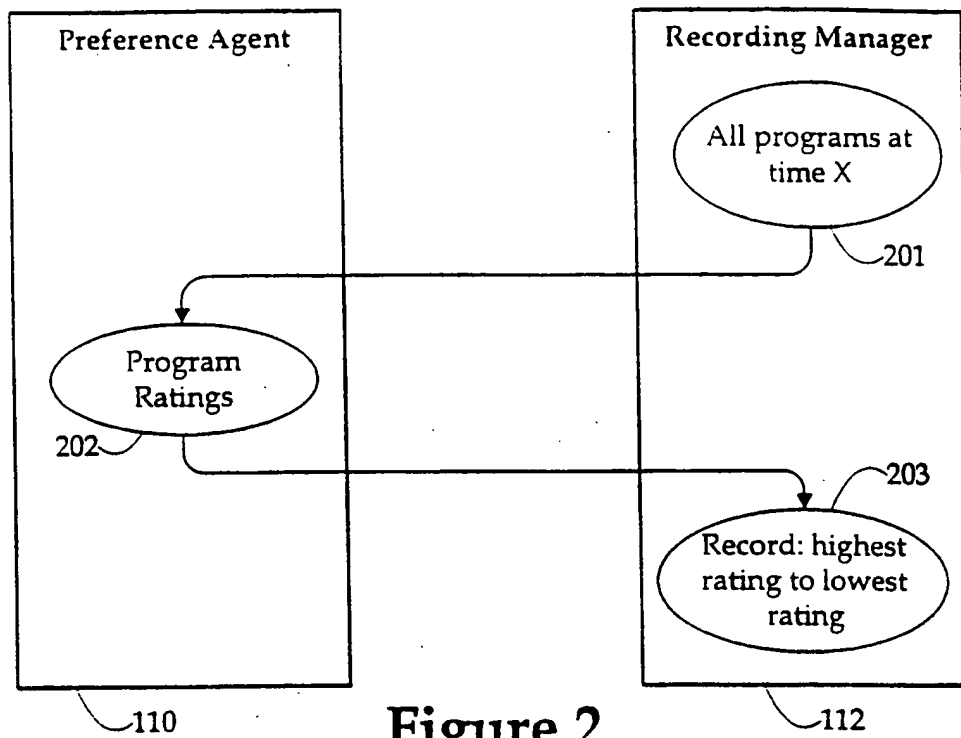 Preference Agent
Recording Manager
All programs at
time X
201
Program
Ratings
202
203
Record: highest
rating to lowest
rating
110
112
Figure 2